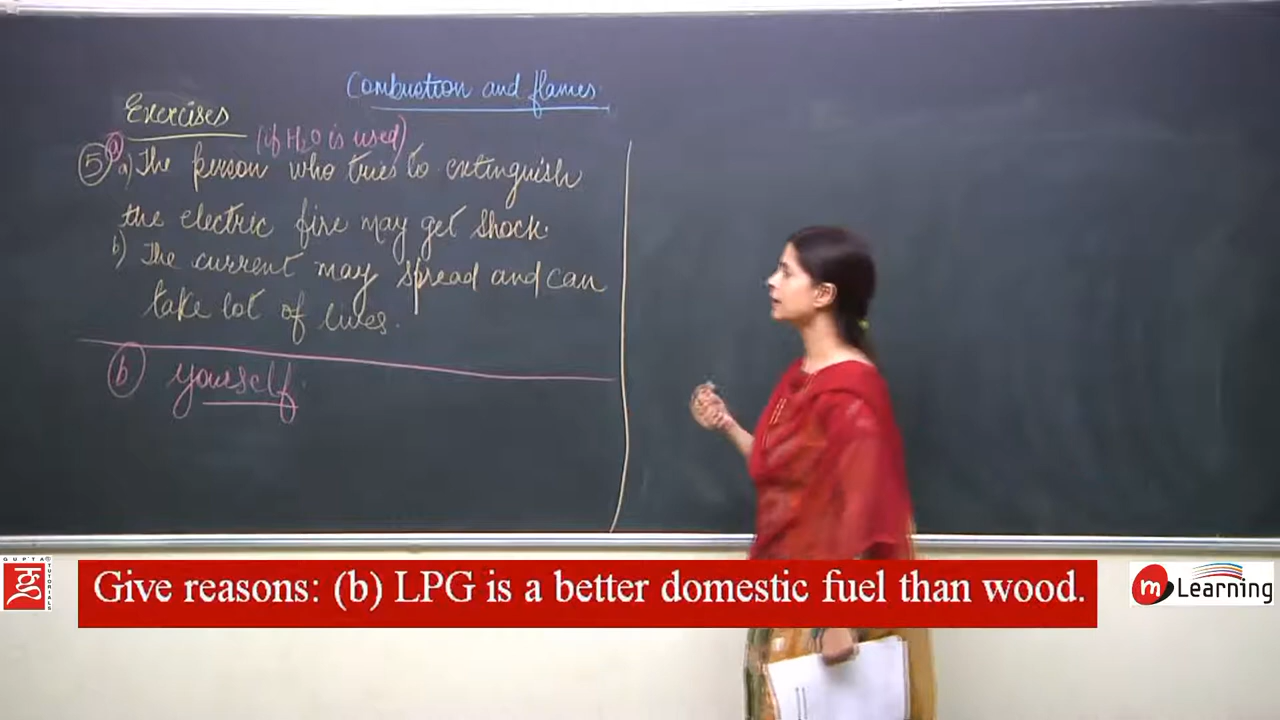 Combustion and flames.
Exercises
(if H2O is used)
5 a a) The person who tries to extinguish
the electric fire may get shock.
b) The current may spread and can
take lot of lives.
b yourself.
GUPTA
TUTORIALS
Give reasons: (b) LPG is a better domestic fuel than wood.
m Learning